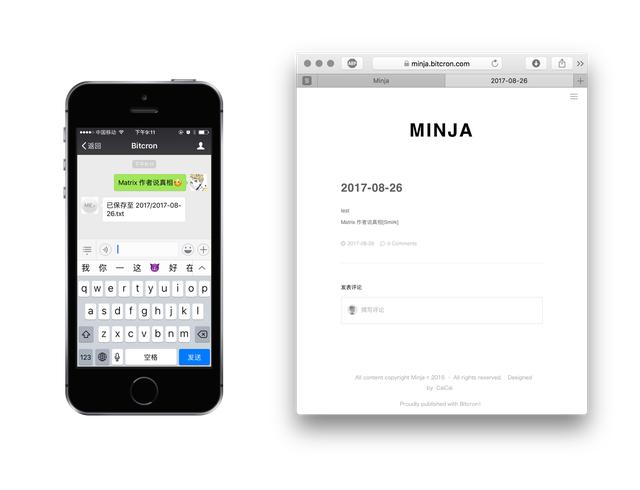 中国移动 下午9:11
返回 Bitcron
Matrix 作者说真相
已保存至 2017/2017-08-
26.txt
我 你 一 这 😈 好 在
q w e r t y u i o p
a s d f g h j k l
z x c v b n m
123 空格 发送
minja.bitcron.com
Minja 2017-08-26
MINJA
2017-08-26
test
Matrix 作者说真相[Smirk]
2017-08-26 0 Comments
发表评论
撰写评论
All content copyright Minja © 2016 · All rights reserved. Designed
by CaiCai
Proudly published with Bitcron!